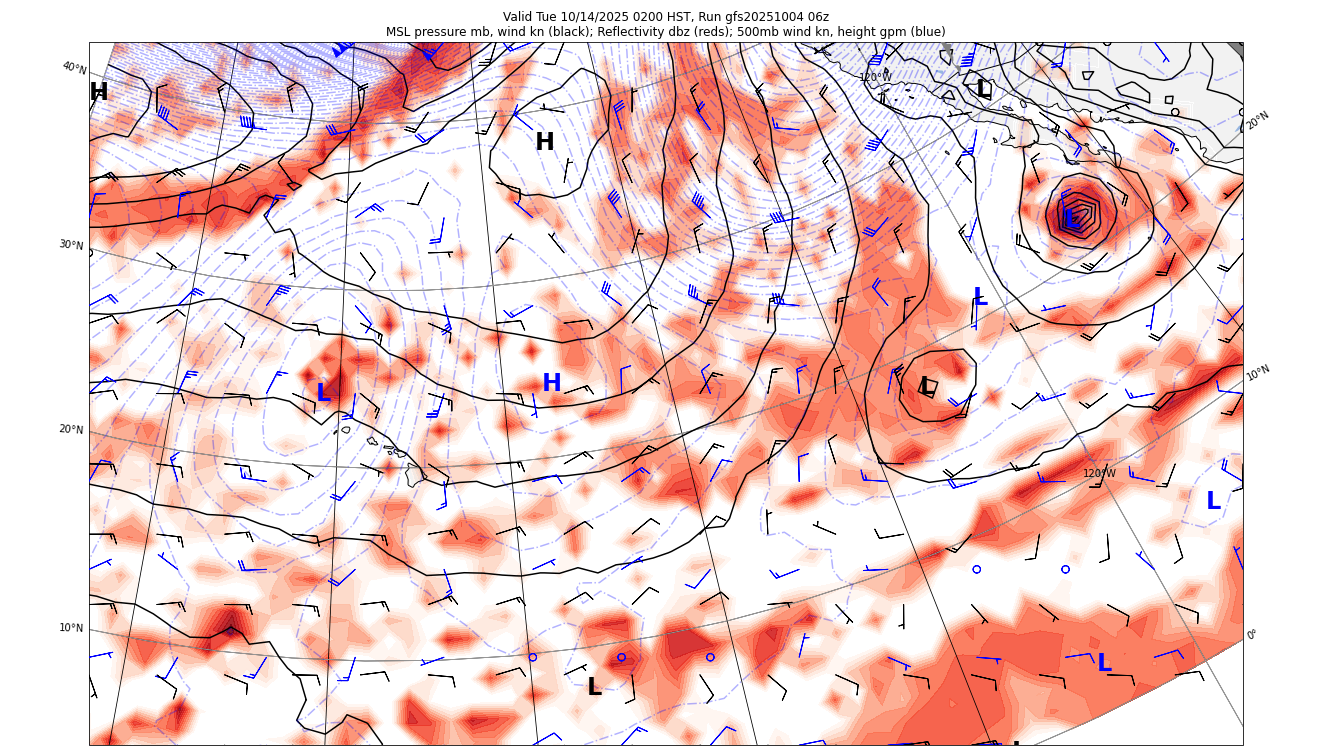 Valid Tue 10/14/2025 0200 HST, Run gfs20251004 06z
MSL pressure mb, wind kn (black); Reflectivity dbz (reds); 500mb wind kn, height gpm (blue)
40°N
120°W
H
L
20°N
H
L
30°N
L
L
H
L
10°N
20°N
120°W
L
10°N
0°
L
L